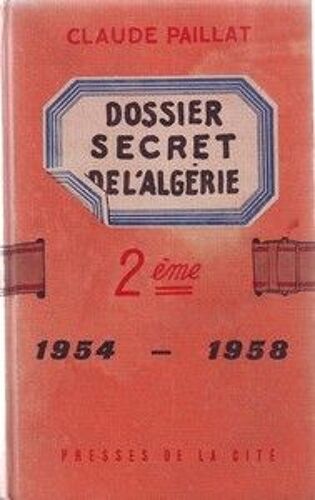 CLAUDE PAILLAT
DOSSIER
SECRET
DE L'ALGÉRIE
2ème
1954 - 1958
PRESSES DE LA CITÉ